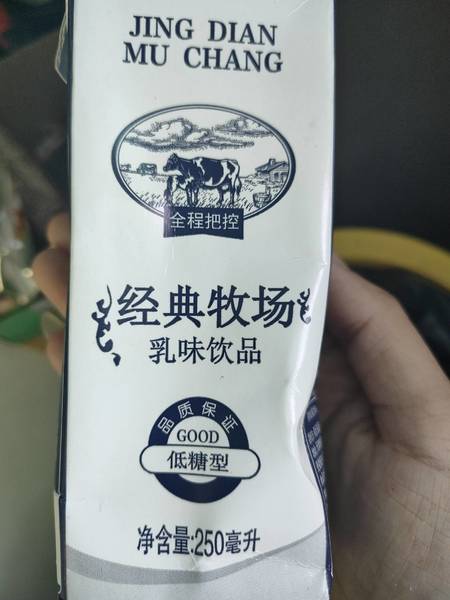 JING DIAN
MU CHANG
全程把控
经典牧场
乳味饮品
品质保证
GOOD
低糖型
净含量:250毫升